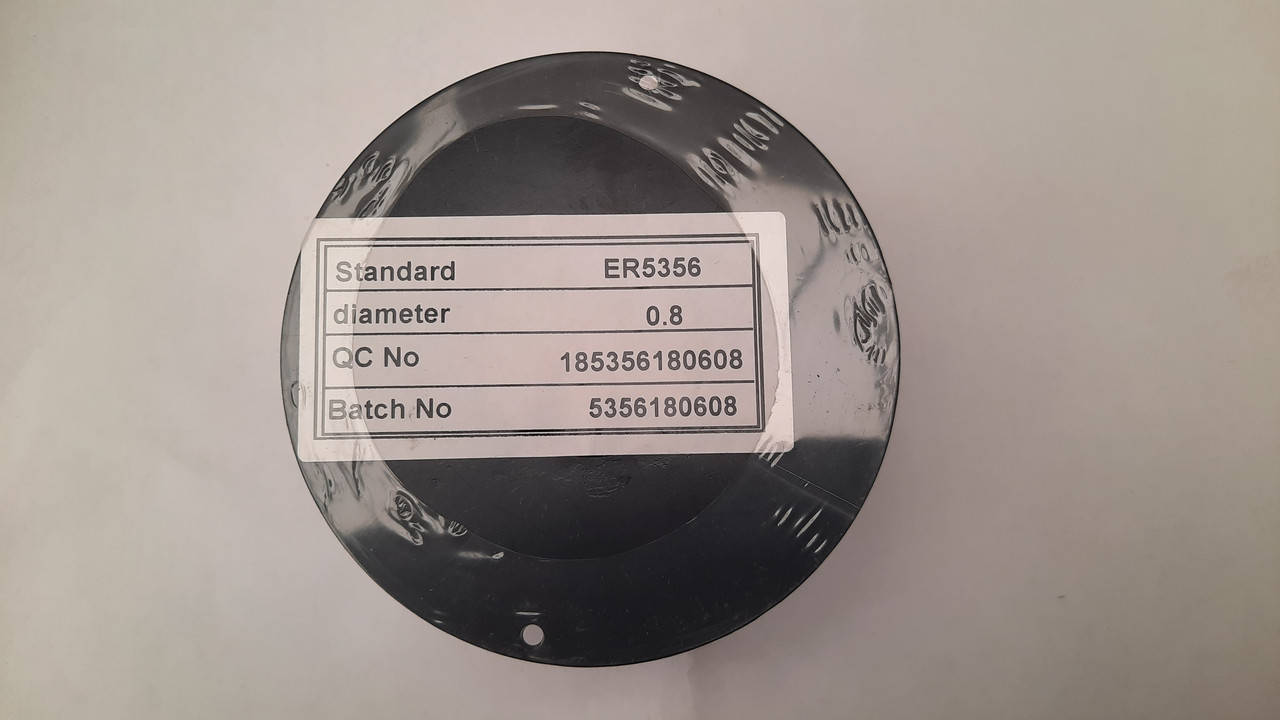 Standard ER5356
diameter 0.8
QC No 185356180608
Batch No 5356180608